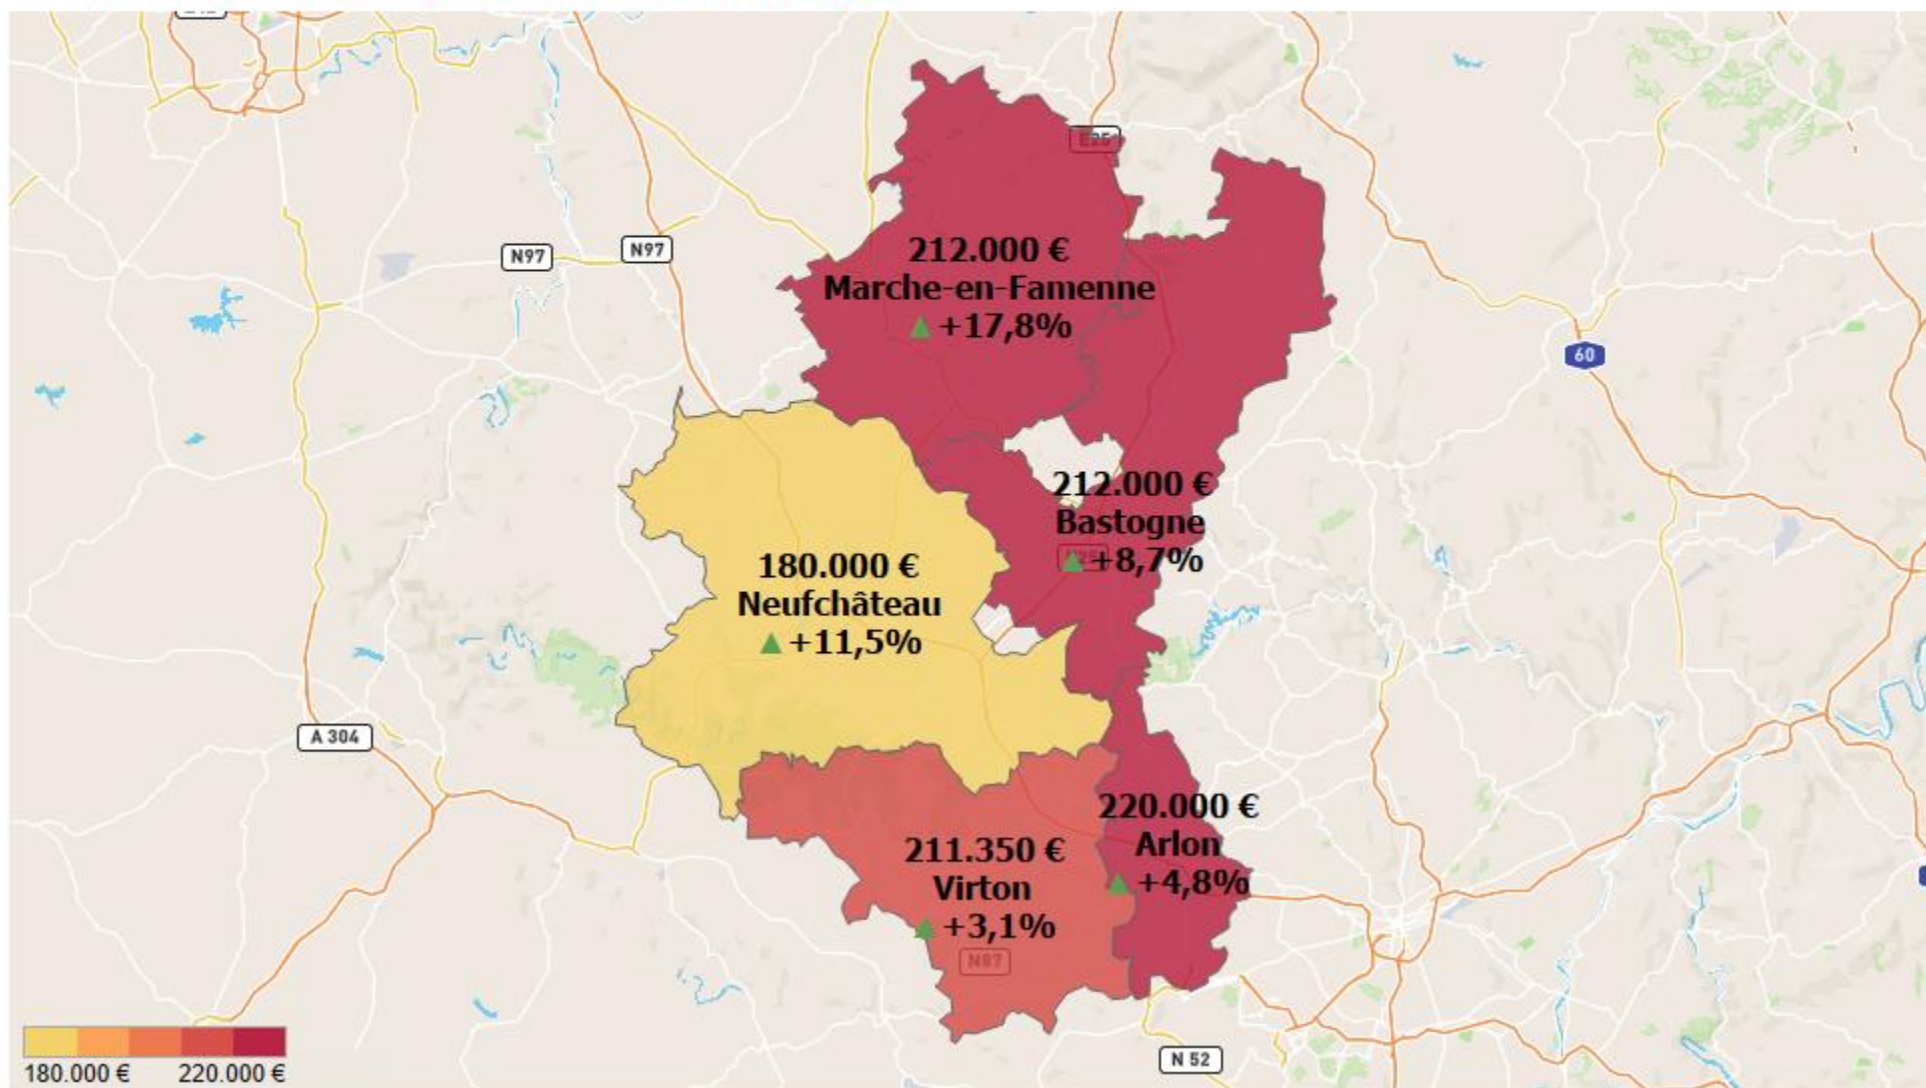 E25
N97
N97
212.000 €
Marche-en-Famenne
▲ +17,8%
60
212.000 €
Bastogne
▲ +8,7%
180.000 €
Neufchâteau
▲ +11,5%
A 304
220.000 €
Arlon
▲ +4,8%
211.350 €
Virton
▲ +3,1%
N87
N 52
180.000 € 220.000 €